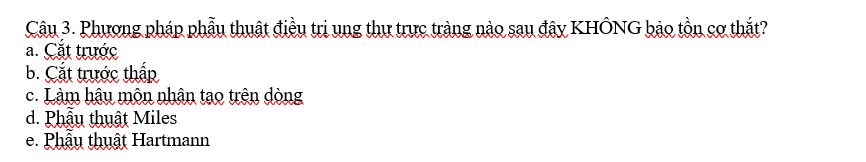 Câu 3. Phương pháp phẫu thuật điều trị ung thư trực tràng nào sau đây KHÔNG bảo tồn cơ thắt?
a. Cắt trước
b. Cắt trước thấp
c. Làm hậu môn nhân tạo trên dòng
d. Phẫu thuật Miles
e. Phẫu thuật Hartmann